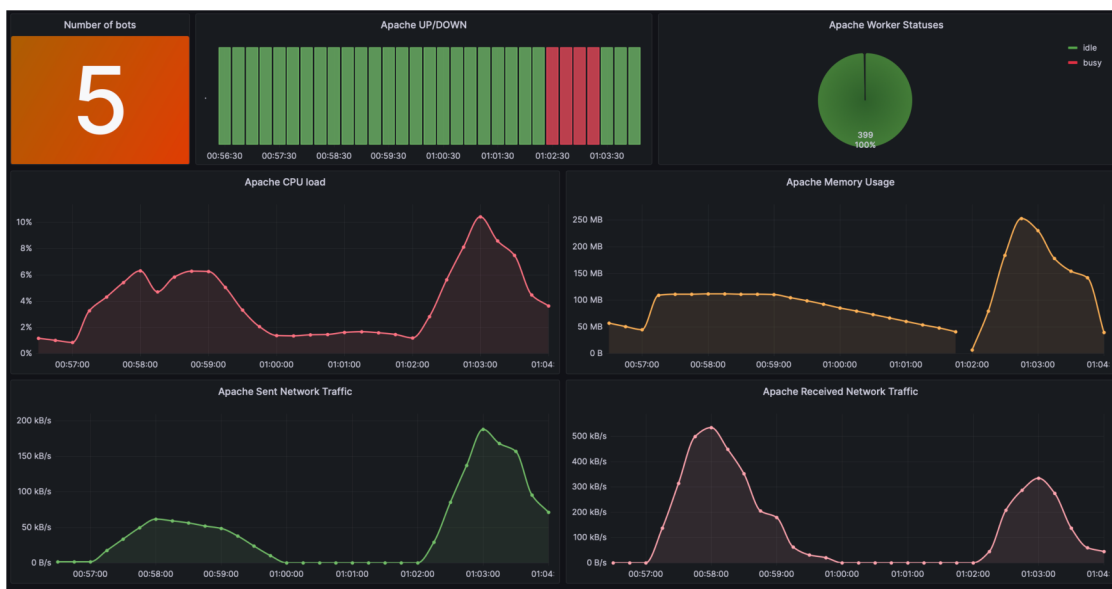 Number of bots
5
Apache UP/DOWN
00:56:30 00:57:30 00:58:30 00:59:30 01:00:30 01:01:30 01:02:30 01:03:30
Apache Worker Statuses
idle
busy
399
100%
Apache CPU load
10%
8%
6%
4%
2%
0%
00:57:00 00:58:00 00:59:00 01:00:00 01:01:00 01:02:00 01:03:00 01:04:
Apache Memory Usage
250 MB
200 MB
150 MB
100 MB
50 MB
0 B
00:57:00 00:58:00 00:59:00 01:00:00 01:01:00 01:02:00 01:03:00 01:04:
Apache Sent Network Traffic
200 kB/s
150 kB/s
100 kB/s
50 kB/s
0 B/s
00:57:00 00:58:00 00:59:00 01:00:00 01:01:00 01:02:00 01:03:00 01:04:
Apache Received Network Traffic
500 kB/s
400 kB/s
300 kB/s
200 kB/s
100 kB/s
0 B/s
00:57:00 00:58:00 00:59:00 01:00:00 01:01:00 01:02:00 01:03:00 01:04: